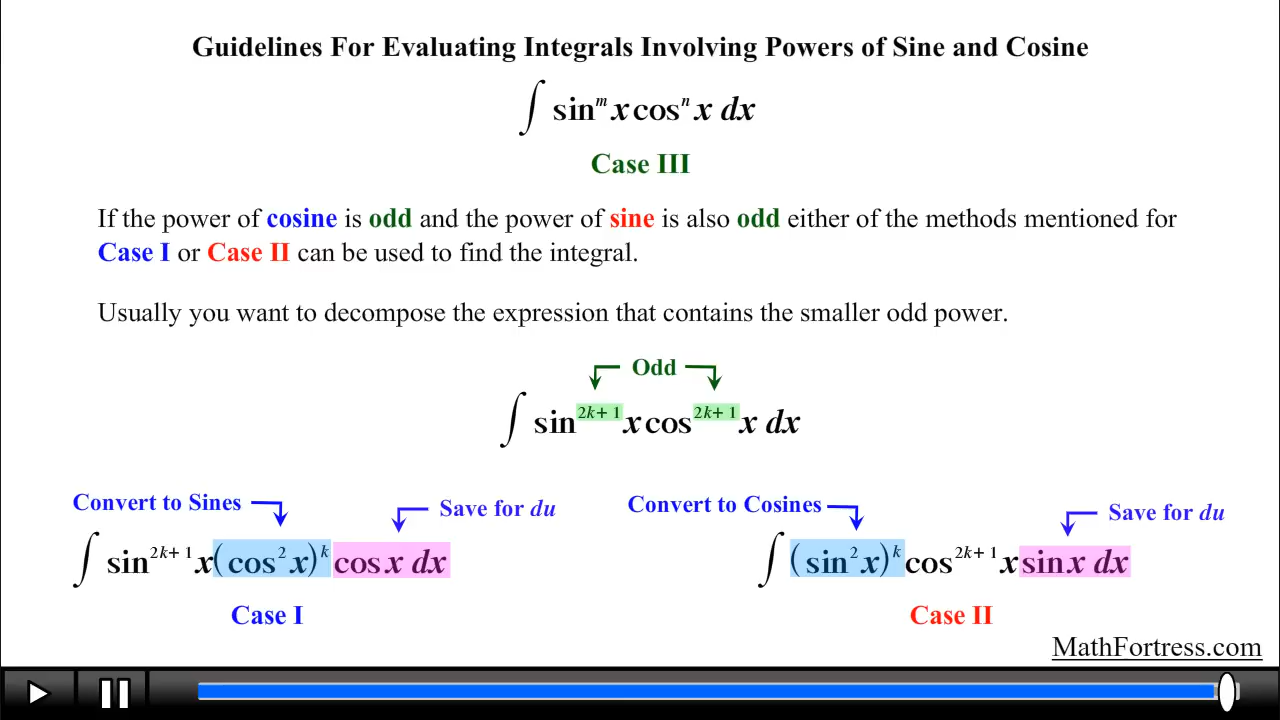 Guidelines For Evaluating Integrals Involving Powers of Sine and Cosine
∫ sinᵐ x cosⁿ x dx
Case III
If the power of cosine is odd and the power of sine is also odd either of the methods mentioned for
Case I or Case II can be used to find the integral.
Usually you want to decompose the expression that contains the smaller odd power.
Odd
∫ sin²ᵏ⁺¹ x cos²ᵏ⁺¹ x dx
Convert to Sines
Save for du
∫ sin²ᵏ⁺¹ x (cos² x)ᵏ cos x dx
Case I
Convert to Cosines
Save for du
∫ (sin² x)ᵏ cos²ᵏ⁺¹ x sin x dx
Case II
MathFortress.com